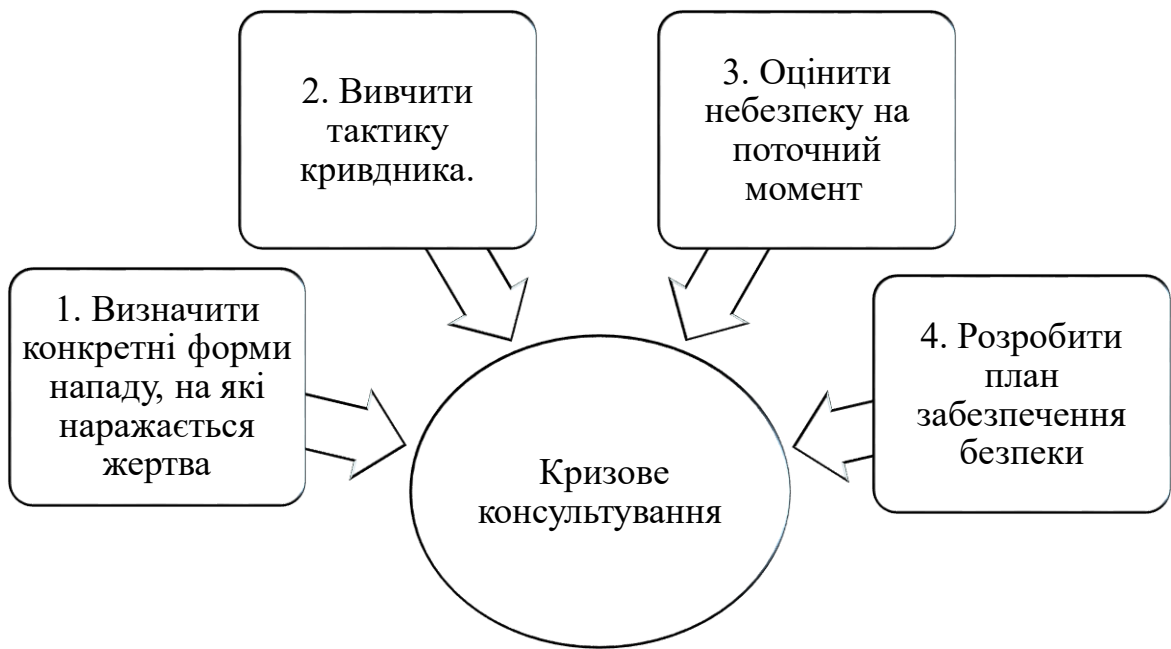 1. Визначити
конкретні форми
нападу, на які
наражається
жертва
2. Вивчити
тактику
кривдника.
3. Оцінити
небезпеку на
поточний
момент
4. Розробити
план
забезпечення
безпеки
Кризове
консультування